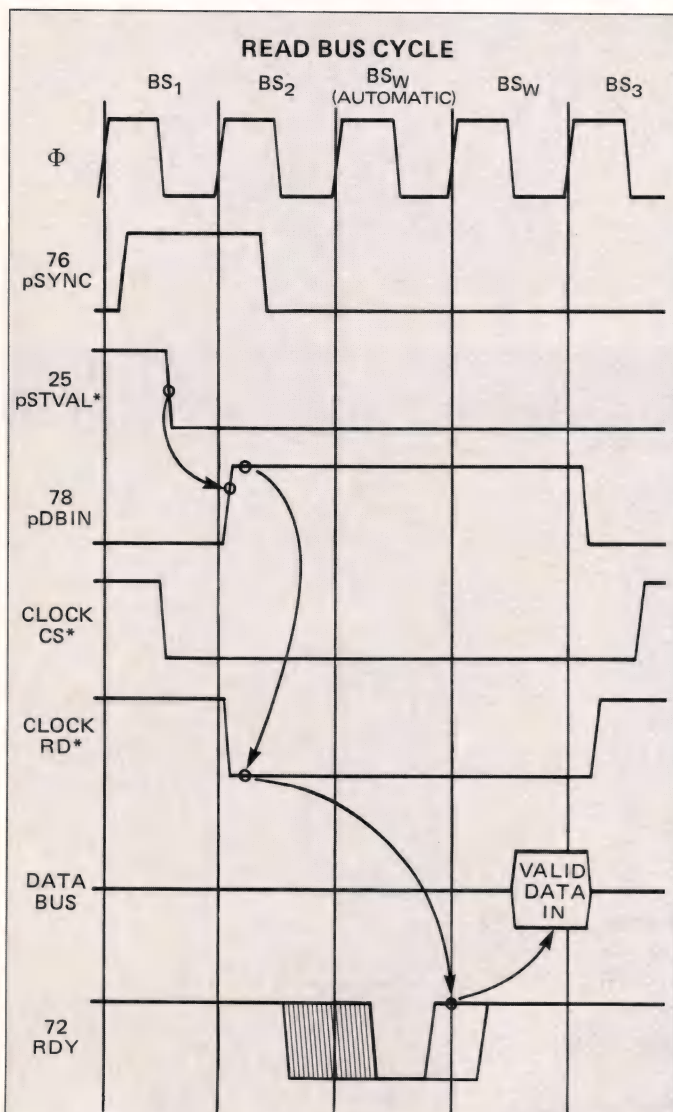 READ BUS CYCLE
BS1 BS2 BSW BSW BS3
(AUTOMATIC)
Φ
76
pSYNC
25
pSTVAL*
78
pDBIN
CLOCK
CS*
CLOCK
RD*
DATA
BUS
VALID
DATA
IN
72
RDY